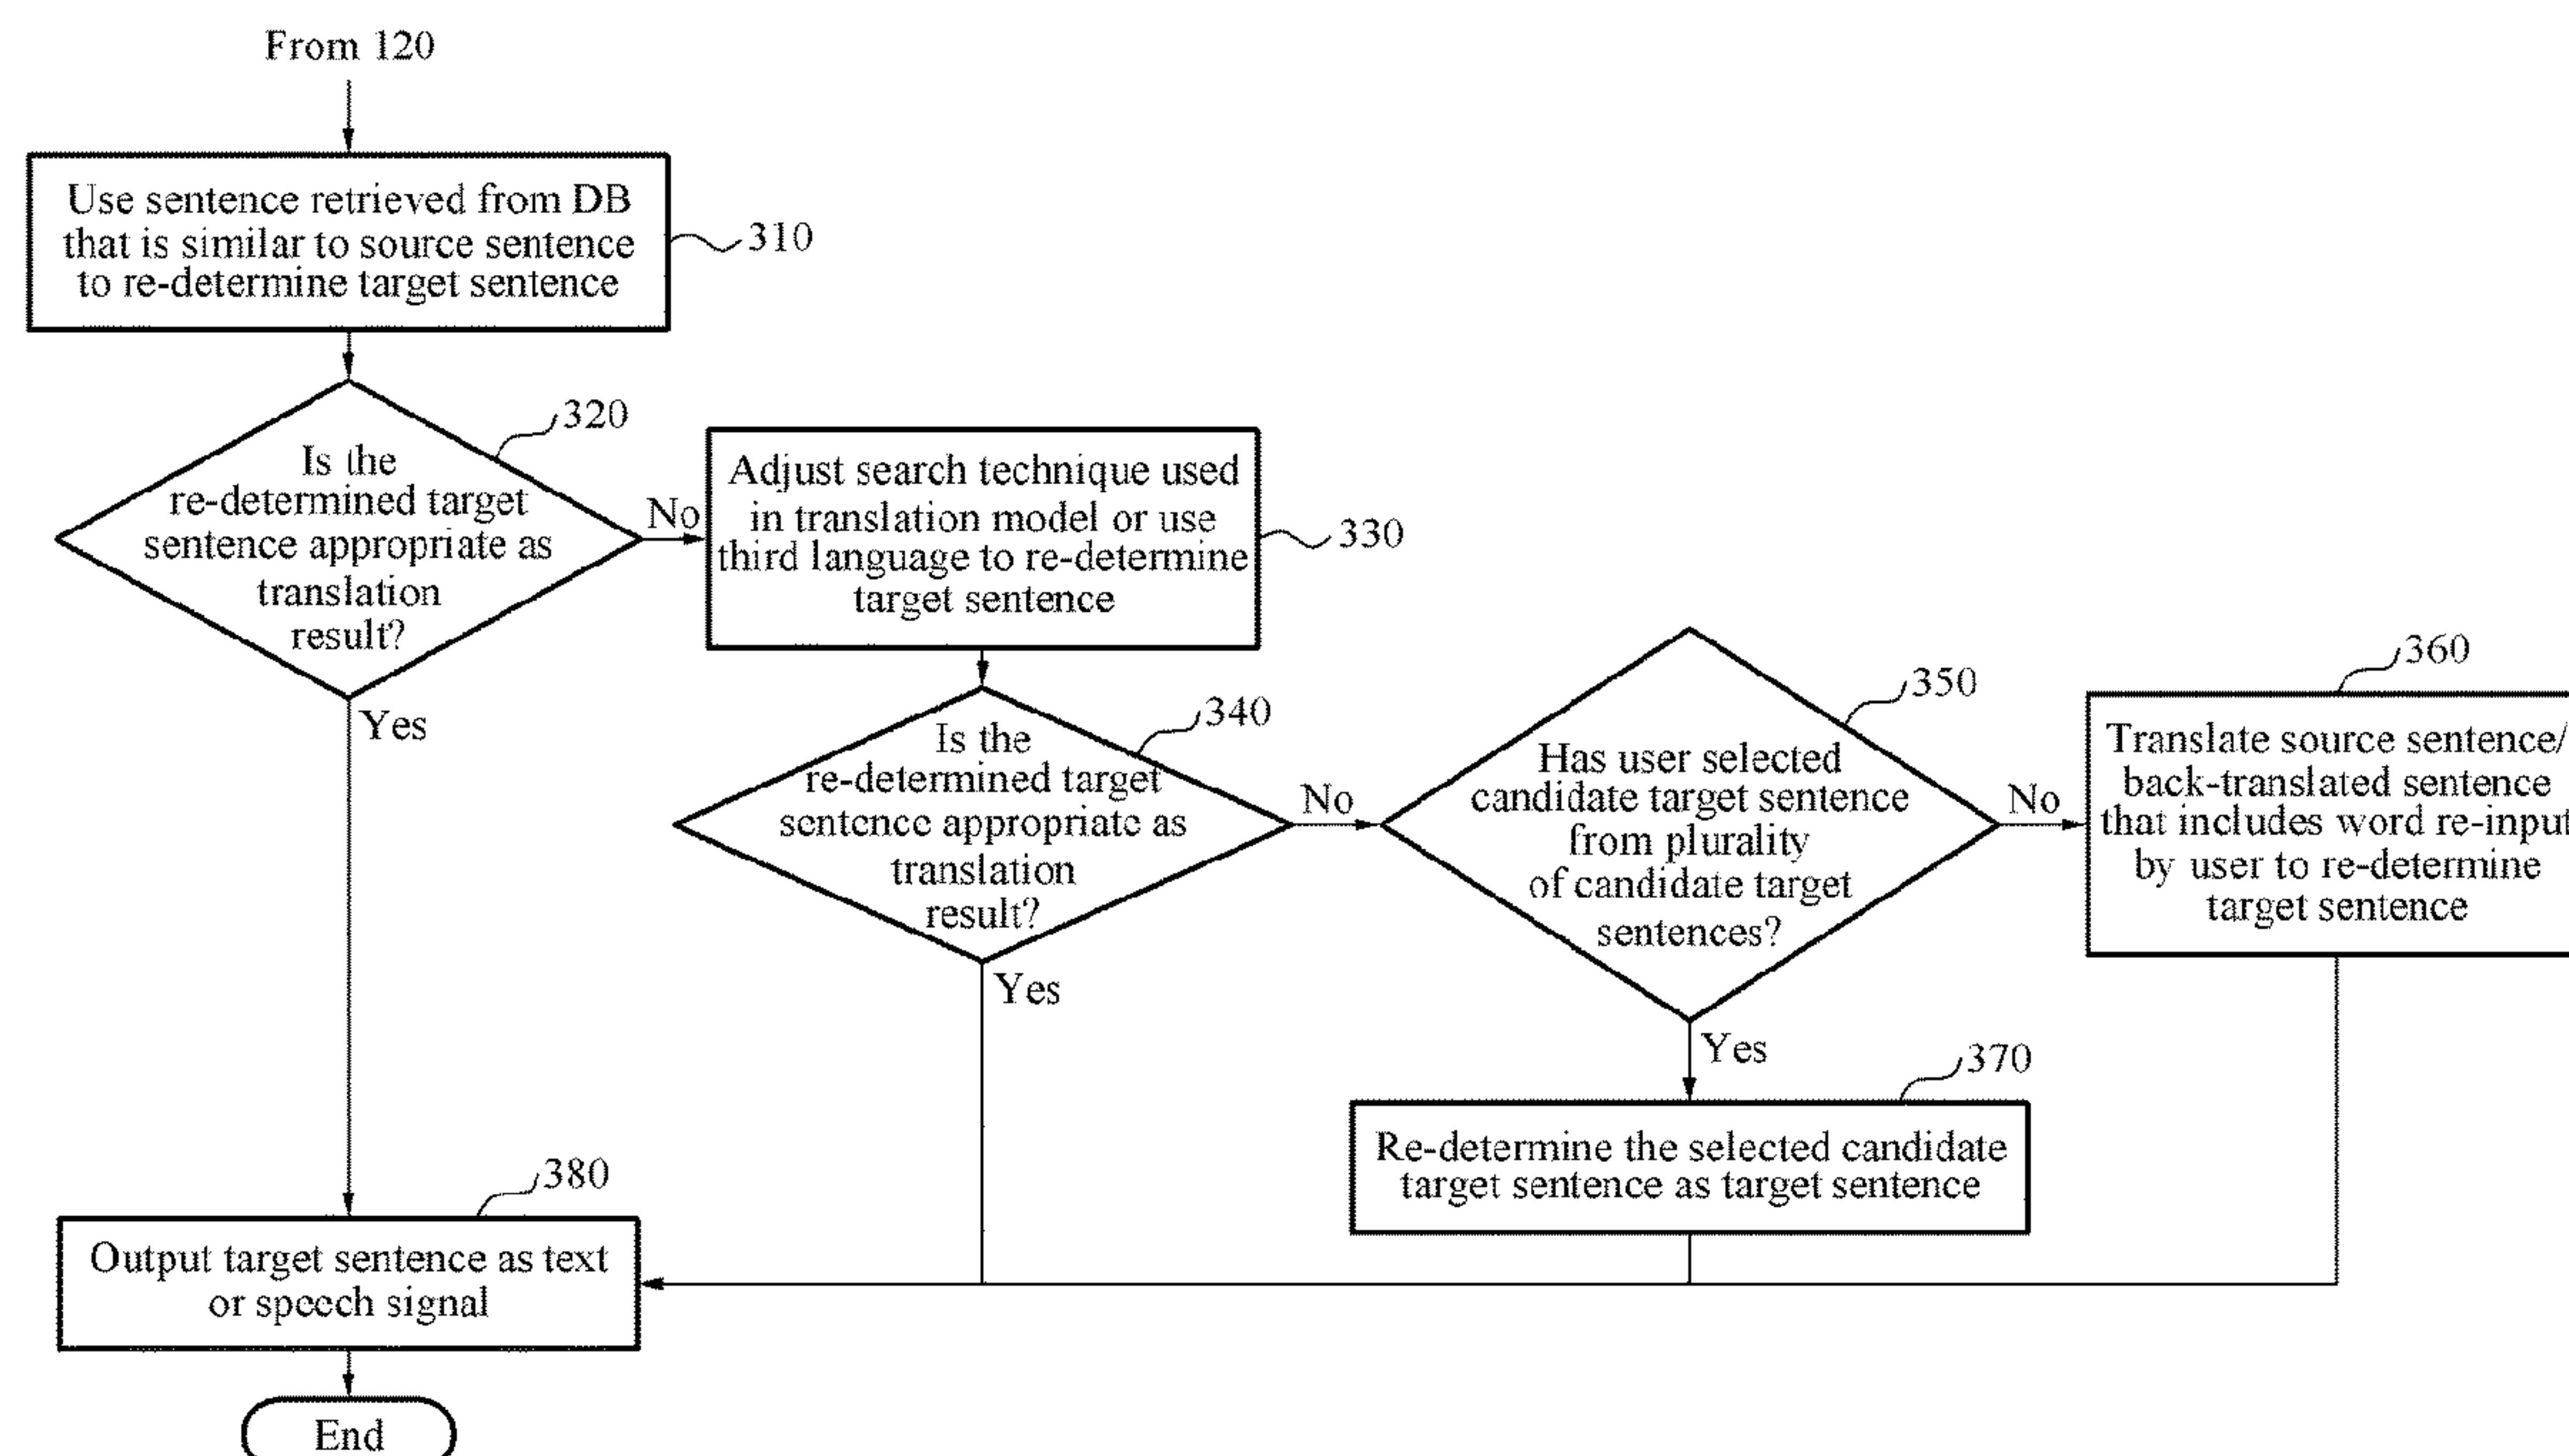 From 120
Use sentence retrieved from DB
that is similar to source sentence
to re-determine target sentence
310
320
Is the
re-determined target
sentence appropriate as
translation
result?
No
Yes
Adjust search technique used
in translation model or use
third language to re-determine
target sentence
330
340
Is the
re-determined target
sentence appropriate as
translation
result?
No
Yes
350
Has user selected
candidate target sentence
from plurality
of candidate target
sentences?
No
Yes
360
Translate source sentence/
back-translated sentence
that includes word re-input
by user to re-determine
target sentence
370
Re-determine the selected candidate
target sentence as target sentence
380
Output target sentence as text
or speech signal
End